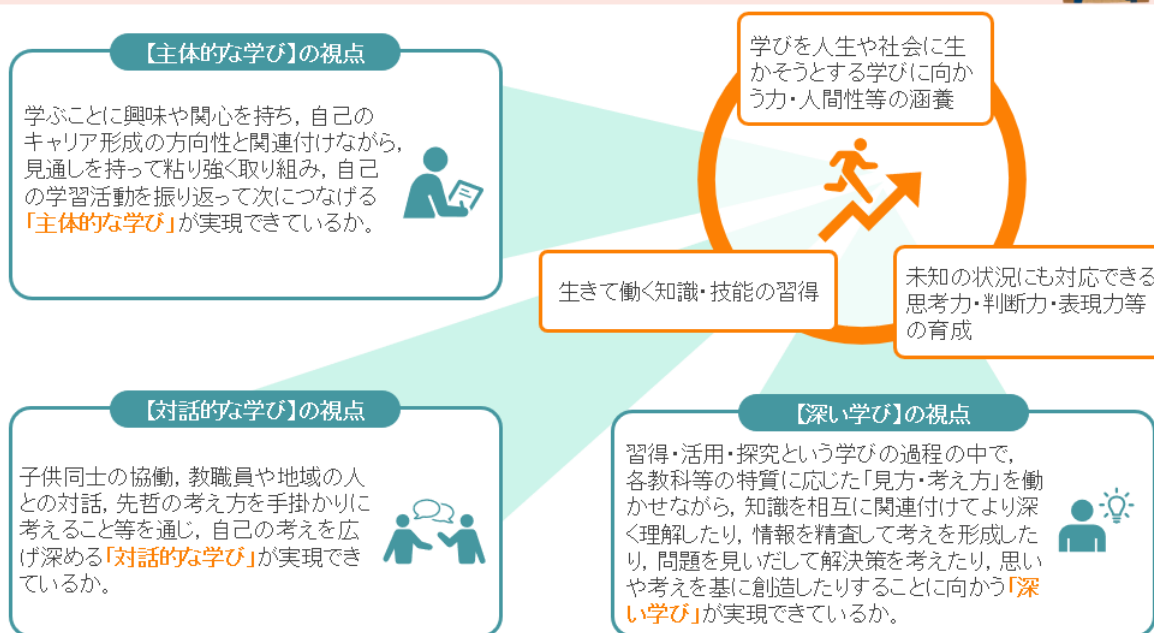 【主体的な学び】の視点
学ぶことに興味や関心を持ち，自己の
キャリア形成の方向性と関連付けながら，
見通しを持って粘り強く取り組み，自己
の学習活動を振り返って次につなげる
「主体的な学び」が実現できているか。
学びを人生や社会に生
かそうとする学びに向か
う力・人間性等の涵養
生きて働く知識・技能の習得
未知の状況にも対応できる
思考力・判断力・表現力等
の育成
【対話的な学び】の視点
子供同士の協働，教職員や地域の人
との対話，先哲の考え方を手掛かりに
考えること等を通じ，自己の考えを広
げ深める「対話的な学び」が実現でき
ているか。
【深い学び】の視点
習得・活用・探究という学びの過程の中で，
各教科等の特質に応じた「見方・考え方」を働
かせながら，知識を相互に関連付けてより深
く理解したり，情報を精査して考えを形成した
り，問題を見いだして解決策を考えたり，思い
や考えを基に創造したりすることに向かう「深
い学び」が実現できているか。